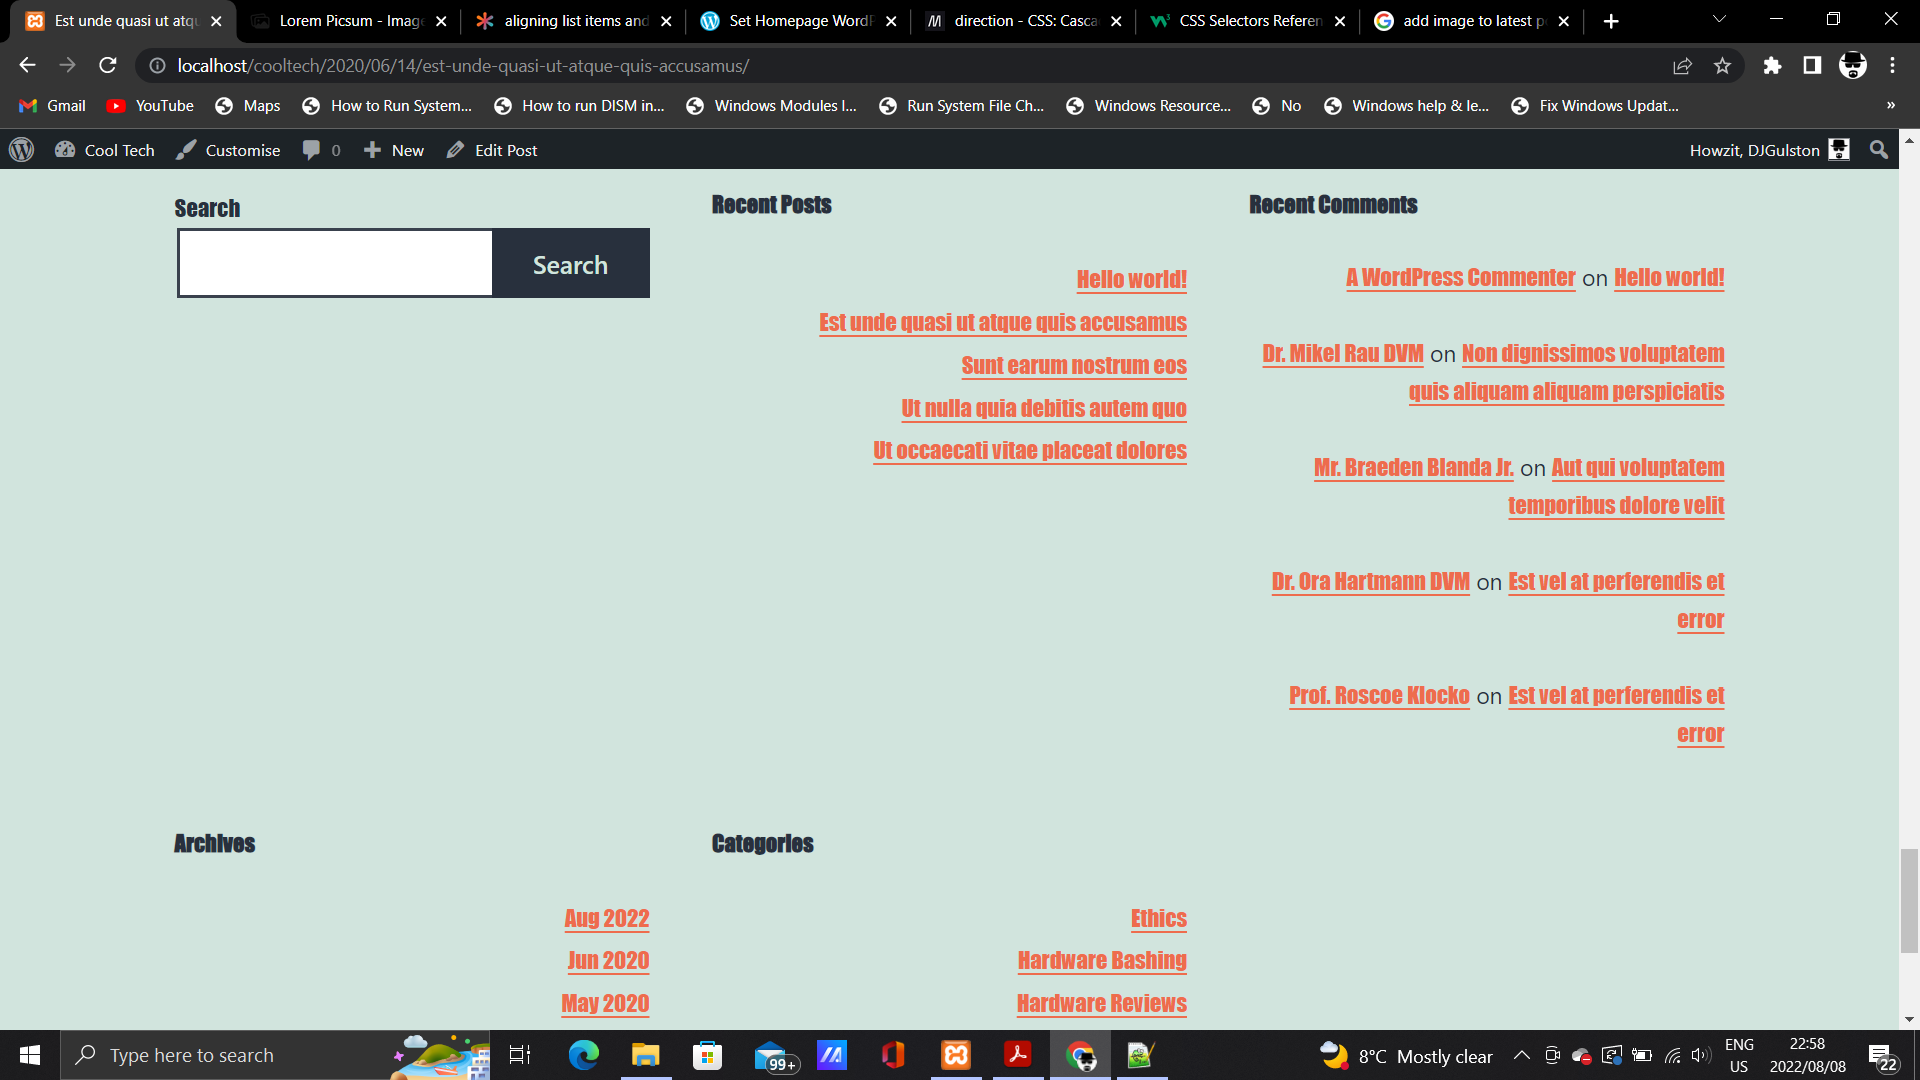 Est unde quasi ut atqu
Lorem Picsum - Image
aligning list items and
Set Homepage WordP
direction - CSS: Casca
CSS Selectors Referen
add image to latest p
localhost/cooltech/2020/06/14/est-unde-quasi-ut-atque-quis-accusamus/
Gmail
YouTube
Maps
How to Run System...
How to run DISM in...
Windows Modules I...
Run System File Ch...
Windows Resource...
No
Windows help & le...
Fix Windows Updat...
»
Cool Tech
Customise
0
New
Edit Post
Howzit, DJGulston
Search
Search
Recent Posts
Hello world!
Est unde quasi ut atque quis accusamus
Sunt earum nostrum eos
Ut nulla quia debitis autem quo
Ut occaecati vitae placeat dolores
Recent Comments
A WordPress Commenter on Hello world!
Dr. Mikel Rau DVM on Non dignissimos voluptatem
quis aliquam aliquam perspiciatis
Mr. Braeden Blanda Jr. on Aut qui voluptatem
temporibus dolore velit
Dr. Ora Hartmann DVM on Est vel at perferendis et
error
Prof. Roscoe Klocko on Est vel at perferendis et
error
Archives
Aug 2022
Jun 2020
May 2020
Categories
Ethics
Hardware Bashing
Hardware Reviews
Type here to search
99+
8°C Mostly clear
ENG
US
22:58
2022/08/08
22